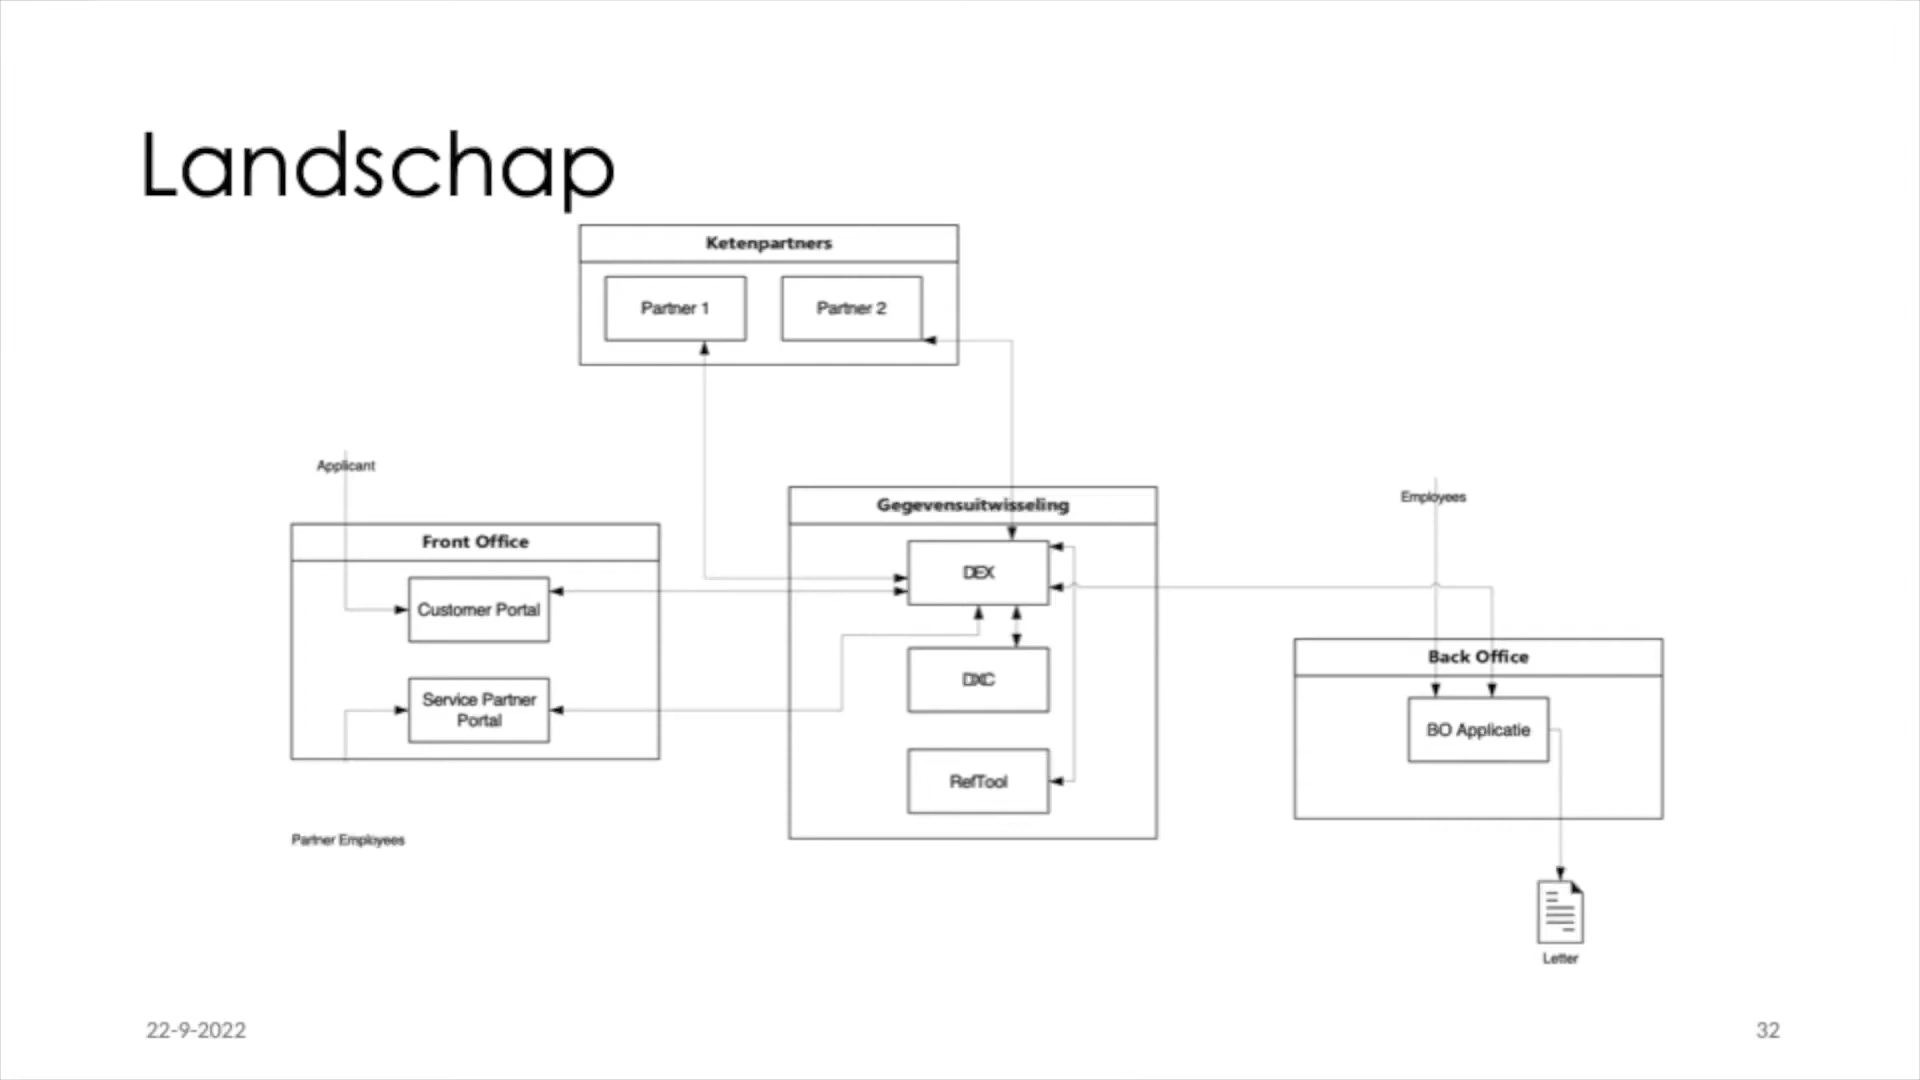 Landschap
Ketenpartners
Partner 1
Partner 2
Applicant
Front Office
Customer Portal
Service Partner
Portal
Partner Employees
Gegevensuitwisseling
DEX
DXC
RefTool
Employees
Back Office
BO Applicatie
Letter
22-9-2022
32